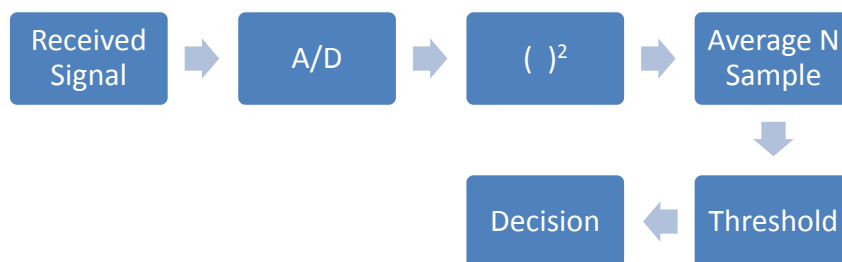 Received
Signal
A/D
( )²
Average N
Sample
Threshold
Decision